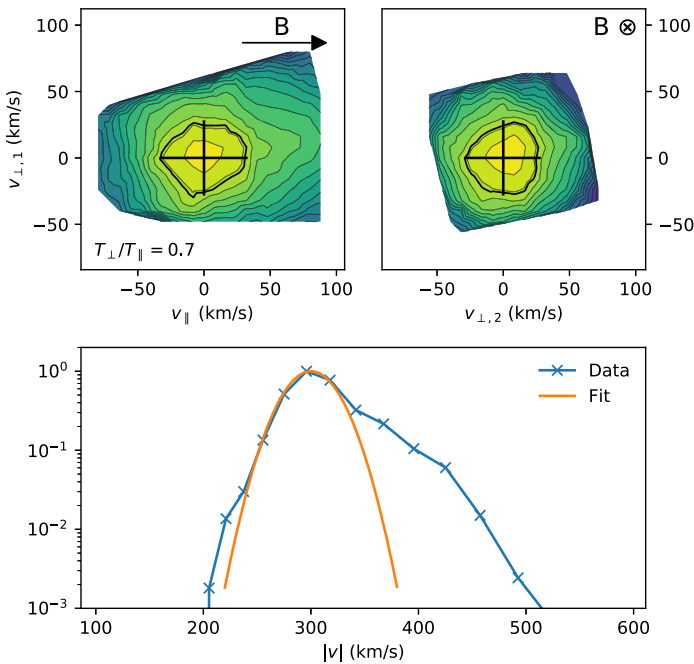 B
B ⊗
100
50
0
−50
v⊥,1 (km/s)
T⊥/T∥ = 0.7
−50 0 50 100
v∥ (km/s)
100
50
0
−50
−50 0 50 100
v⊥,2 (km/s)
10⁰
10⁻¹
10⁻²
10⁻³
Data
Fit
100 200 300 400 500 600
|v| (km/s)